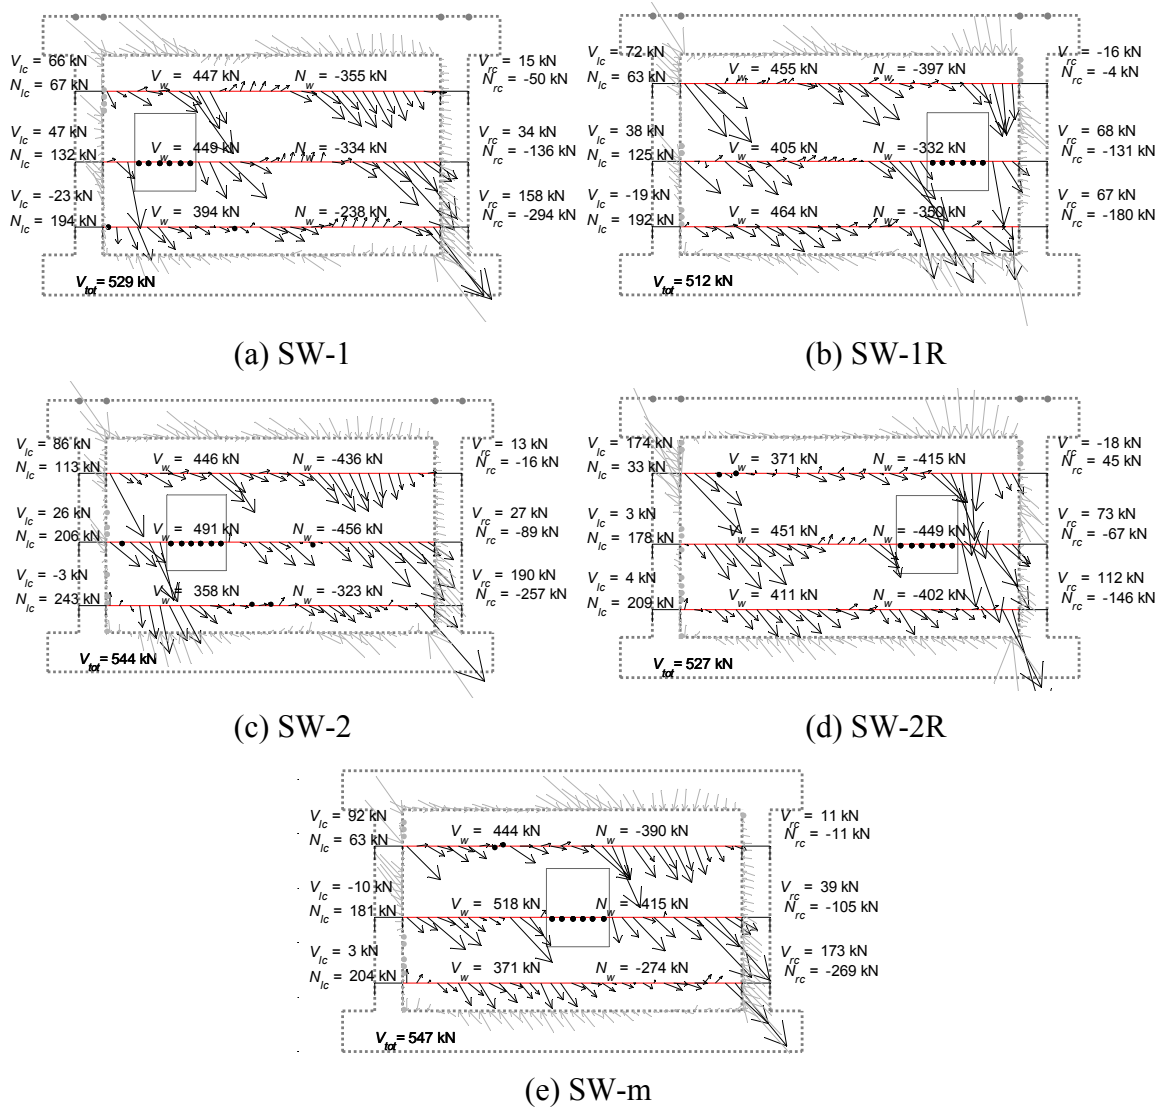 V_lc = 66 kN
N_lc = 67 kN
V_w = 447 kN N_w = -355 kN
V_rc = 15 kN
N_rc = -50 kN
V_lc = 47 kN
N_lc = 132 kN
V_w = 449 kN N_w = -334 kN
V_rc = 34 kN
N_rc = -136 kN
V_lc = -23 kN
N_lc = 194 kN
V_w = 394 kN N_w = -238 kN
V_rc = 158 kN
N_rc = -294 kN
V_tot = 529 kN
(a) SW-1
V_lc = 72 kN
N_lc = 63 kN
V_w = 455 kN N_w = -397 kN
V_rc = -16 kN
N_rc = -4 kN
V_lc = 38 kN
N_lc = 125 kN
V_w = 405 kN N_w = -332 kN
V_rc = 68 kN
N_rc = -131 kN
V_lc = -19 kN
N_lc = 192 kN
V_w = 464 kN N_w = -350 kN
V_rc = 67 kN
N_rc = -180 kN
V_tot = 512 kN
(b) SW-1R
V_lc = 86 kN
N_lc = 113 kN
V_w = 446 kN N_w = -436 kN
V_rc = 13 kN
N_rc = -16 kN
V_lc = 26 kN
N_lc = 206 kN
V_w = 491 kN N_w = -456 kN
V_rc = 27 kN
N_rc = -89 kN
V_lc = -3 kN
N_lc = 243 kN
V_w = 358 kN N_w = -323 kN
V_rc = 190 kN
N_rc = -257 kN
V_tot = 544 kN
(c) SW-2
V_lc = 174 kN
N_lc = 33 kN
V_w = 371 kN N_w = -415 kN
V_rc = -18 kN
N_rc = 45 kN
V_lc = 3 kN
N_lc = 178 kN
V_w = 451 kN N_w = -449 kN
V_rc = 73 kN
N_rc = -67 kN
V_lc = 4 kN
N_lc = 209 kN
V_w = 411 kN N_w = -402 kN
V_rc = 112 kN
N_rc = -146 kN
V_tot = 527 kN
(d) SW-2R
V_lc = 92 kN
N_lc = 63 kN
V_w = 444 kN N_w = -390 kN
V_rc = 11 kN
N_rc = -11 kN
V_lc = -10 kN
N_lc = 181 kN
V_w = 518 kN N_w = -415 kN
V_rc = 39 kN
N_rc = -105 kN
V_lc = 3 kN
N_lc = 204 kN
V_w = 371 kN N_w = -274 kN
V_rc = 173 kN
N_rc = -269 kN
V_tot = 547 kN
(e) SW-m